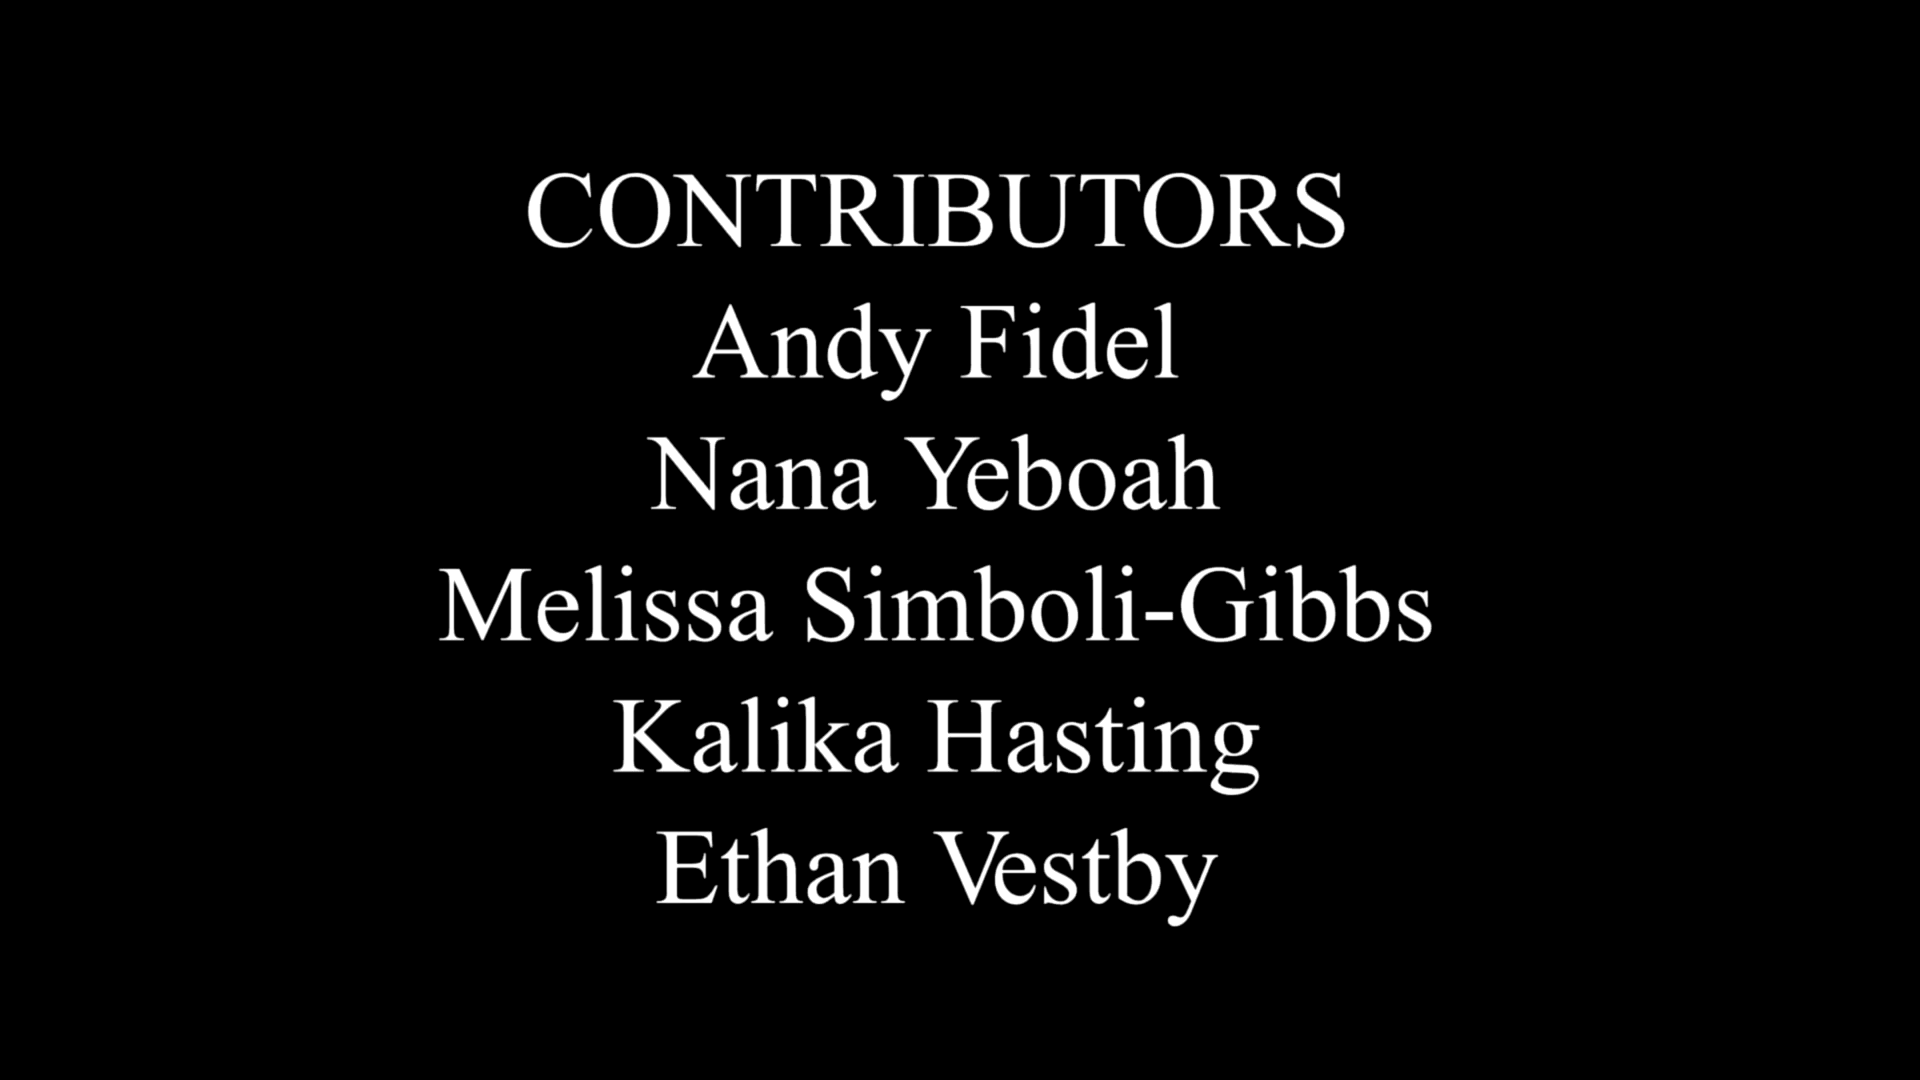 CONTRIBUTORS
Andy Fidel
Nana Yeboah
Melissa Simboli-Gibbs
Kalika Hasting
Ethan Vestby